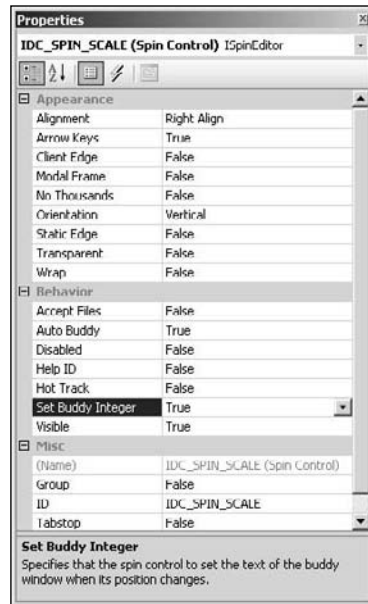 Properties
IDC_SPIN_SCALE (Spin Control) ISpinEditor
Appearance
Alignment Right Align
Arrow Keys True
Client Edge False
Modal Frame False
No Thousands False
Orientation Vertical
Static Edge False
Transparent False
Wrap False
Behavior
Accept Files False
Auto Buddy True
Disabled False
Help ID False
Hot Track False
Set Buddy Integer True
Visible True
Misc
(Name) IDC_SPIN_SCALE (Spin Control)
Group False
ID IDC_SPIN_SCALE
Tabstop False
Set Buddy Integer
Specifies that the spin control to set the text of the buddy
window when its position changes.